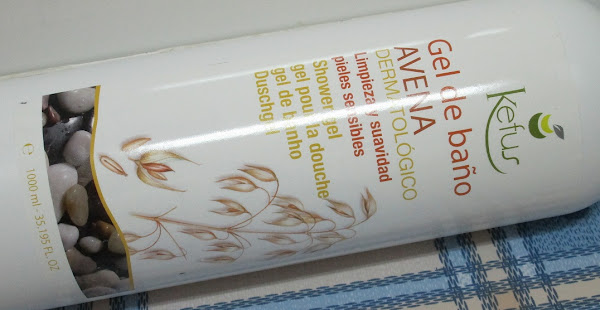 Kefus
Gel de baño
AVENA
DERMATOLÓGICO
Limpieza y suavidad
pieles sensibles
Shower gel
gel pour la douche
gel de banho
Duschgel
℮ 1000 ml - 35.195 FL.OZ